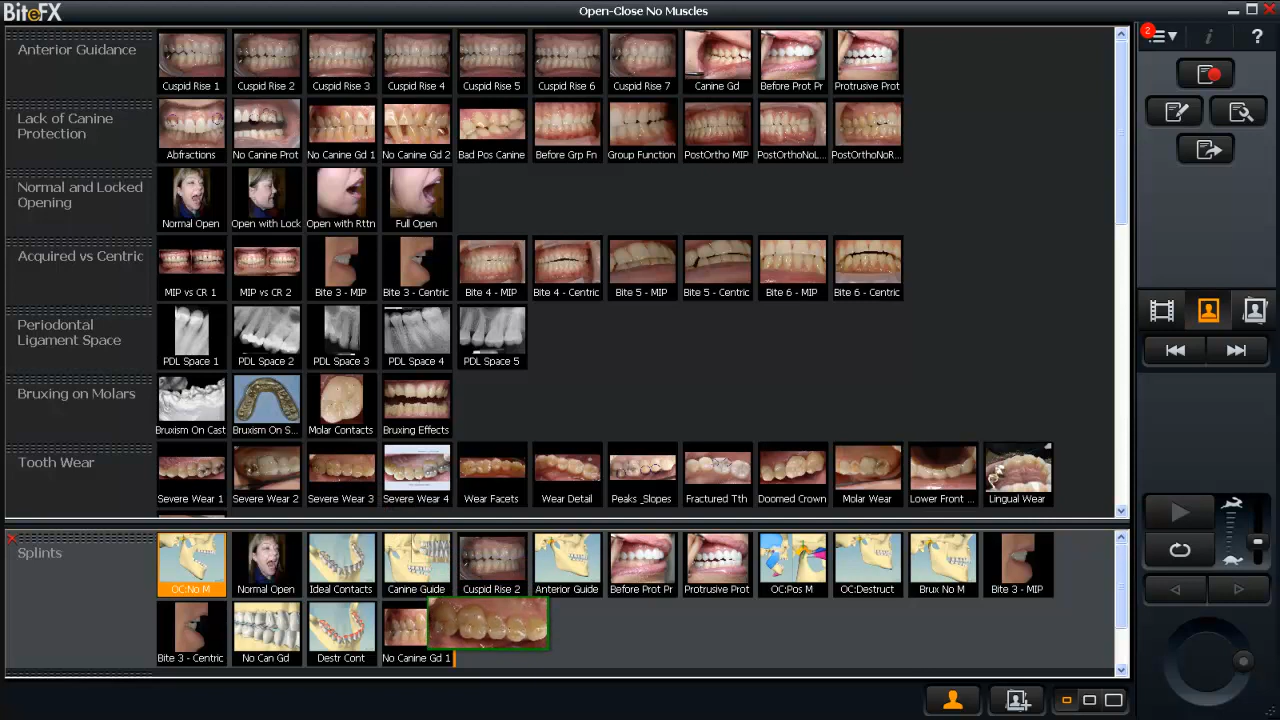 BiteFX
Open-Close No Muscles
2
i
?
Anterior Guidance
Cuspid Rise 1
Cuspid Rise 2
Cuspid Rise 3
Cuspid Rise 4
Cuspid Rise 5
Cuspid Rise 6
Cuspid Rise 7
Canine Gd
Before Prot Pr
Protrusive Prot
Lack of Canine
Protection
Abfractions
No Canine Prot
No Canine Gd 1
No Canine Gd 2
Bad Pos Canine
Before Grp Fn
Group Function
PostOrtho MIP
PostOrthoNoL...
PostOrthoNoR...
Normal and Locked
Opening
Normal Open
Open with Lock
Open with Rttn
Full Open
Acquired vs Centric
MIP vs CR 1
MIP vs CR 2
Bite 3 - MIP
Bite 3 - Centric
Bite 4 - MIP
Bite 4 - Centric
Bite 5 - MIP
Bite 5 - Centric
Bite 6 - MIP
Bite 6 - Centric
Periodontal
Ligament Space
PDL Space 1
PDL Space 2
PDL Space 3
PDL Space 4
PDL Space 5
Bruxing on Molars
Bruxism On Cast
Bruxism On S...
Molar Contacts
Bruxing Effects
Tooth Wear
Severe Wear 1
Severe Wear 2
Severe Wear 3
Severe Wear 4
Wear Facets
Wear Detail
Peaks _Slopes
Fractured Tth
Doomed Crown
Molar Wear
Lower Front ...
Lingual Wear
Splints
OC:No M
Normal Open
Ideal Contacts
Canine Guide
Cuspid Rise 2
Anterior Guide
Before Prot Pr
Protrusive Prot
OC:Pos M
OC:Destruct
Brux No M
Bite 3 - MIP
Bite 3 - Centric
No Can Gd
Destr Cont
No Canine Gd 1